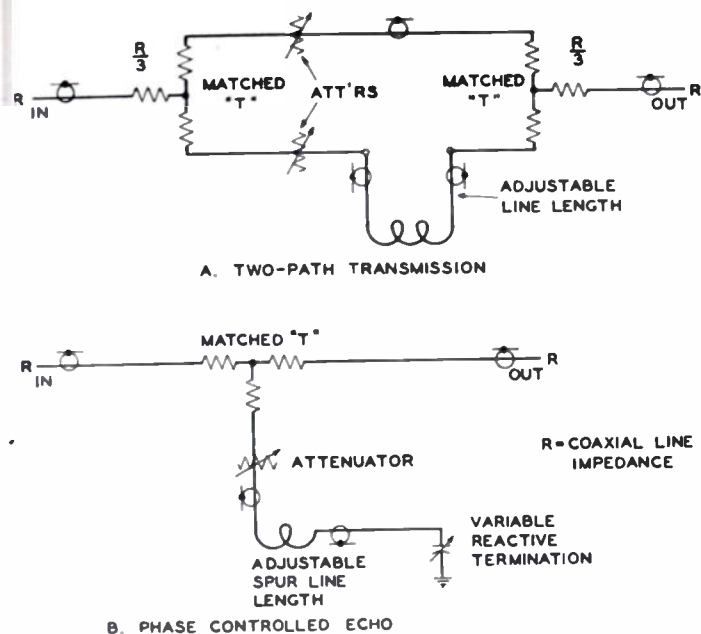 R/3
R/3
MATCHED
"T"
ATT'RS
MATCHED
"T"
R
IN
R
OUT
ADJUSTABLE
LINE LENGTH
A. TWO-PATH TRANSMISSION
MATCHED "T"
R
IN
R
OUT
ATTENUATOR
R=COAXIAL LINE
IMPEDANCE
ADJUSTABLE
SPUR LINE
LENGTH
VARIABLE
REACTIVE
TERMINATION
B. PHASE CONTROLLED ECHO